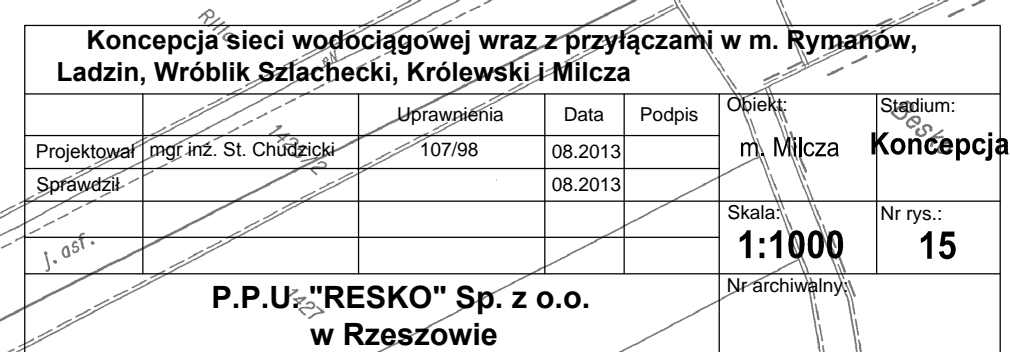 Koncepcja sieci wodociągowej wraz z przyłączami w m. Rymanów,
Ladzin, Wróblik Szlachecki, Królewski i Milcza
Uprawnienia Data Podpis
Projektował mgr inż. St. Chudzicki 107/98 08.2013
Sprawdził 08.2013
Obiekt:
m. Milcza
Stadium:
Koncepcja
Skala:
1:1000
Nr rys.:
15
P.P.U. "RESKO" Sp. z o.o.
w Rzeszowie
Nr archiwalny:
j. asf.
1427